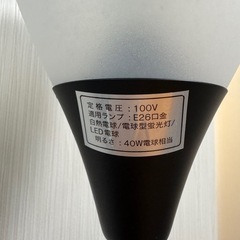 定格電圧：100V
適用ランプ：E26口金
白熱電球/電球型蛍光灯/
LED電球
明るさ：40W電球相当